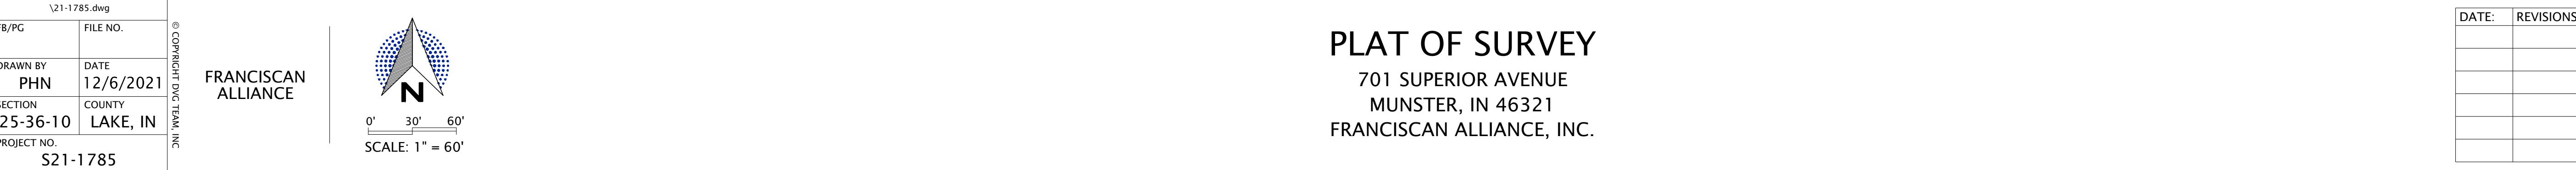 \21-1785.dwg
FB/PG
FILE NO.
DRAWN BY
PHN
DATE
12/6/2021
SECTION
25-36-10
COUNTY
LAKE, IN
PROJECT NO.
S21-1785
© COPYRIGHT DVG TEAM, INC
FRANCISCAN
ALLIANCE
N
0' 30' 60'
SCALE: 1" = 60'
PLAT OF SURVEY
701 SUPERIOR AVENUE
MUNSTER, IN 46321
FRANCISCAN ALLIANCE, INC.
DATE: REVISIONS